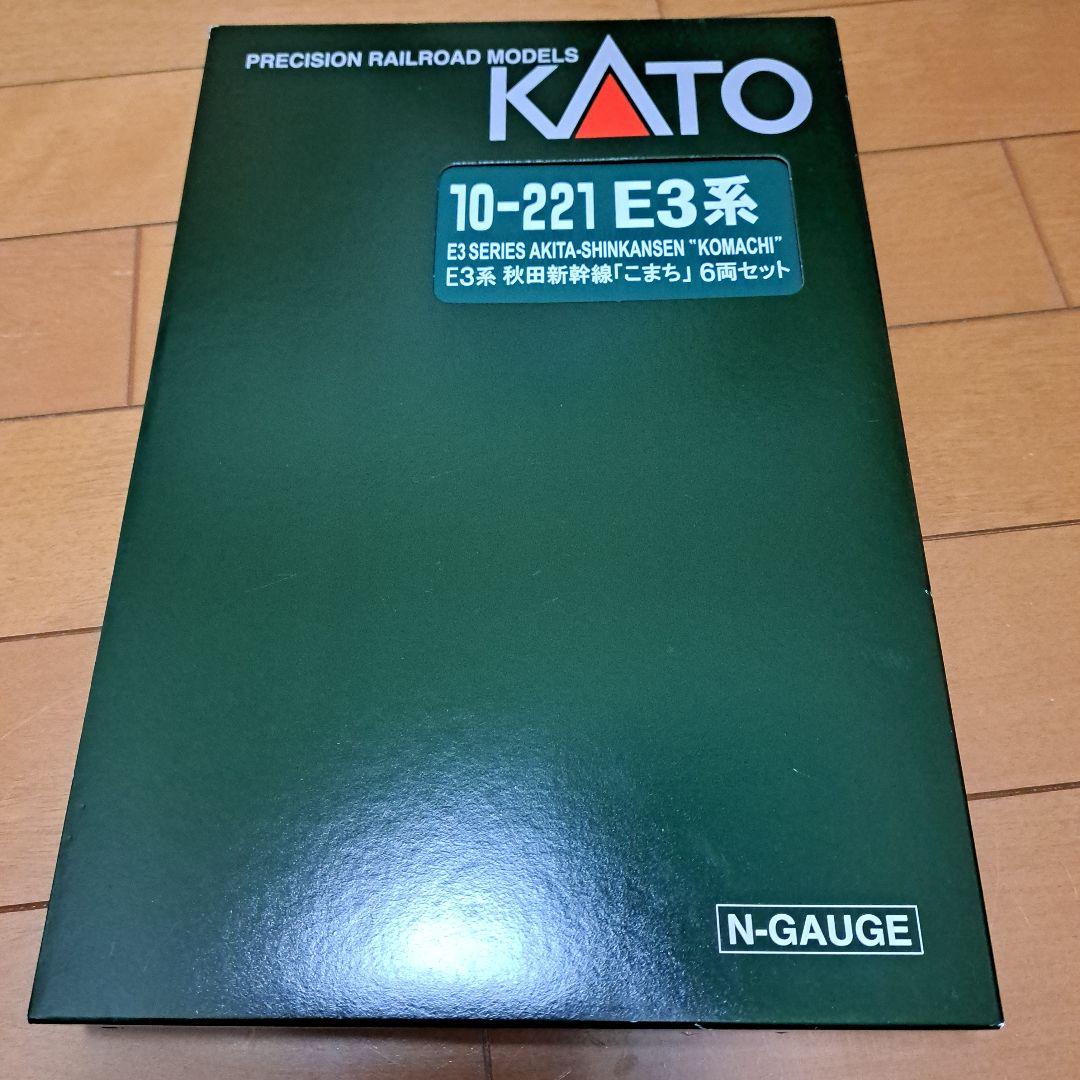 PRECISION RAILROAD MODELS
KATO
10-221 E3系
E3 SERIES AKITA-SHINKANSEN "KOMACHI"
E3系 秋田新幹線「こまち」6両セット
N-GAUGE